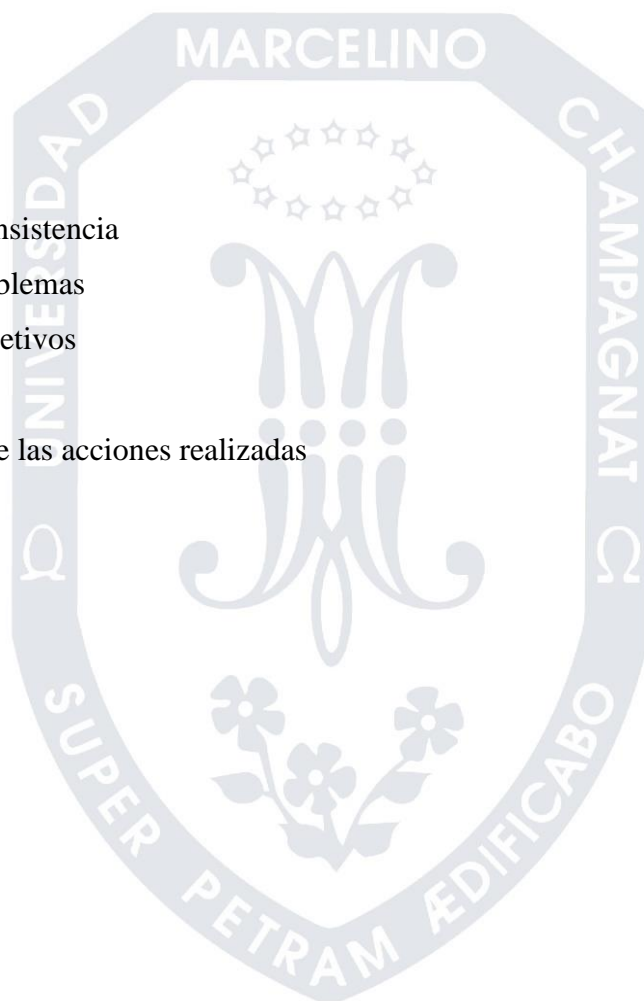 MARCELINO
UNIVERSIDAD
CHAMPAGNAT
nsistencia
blemas
etivos
e las acciones realizadas
Ω
Ω
SUPER PETRAM ÆDIFICABO